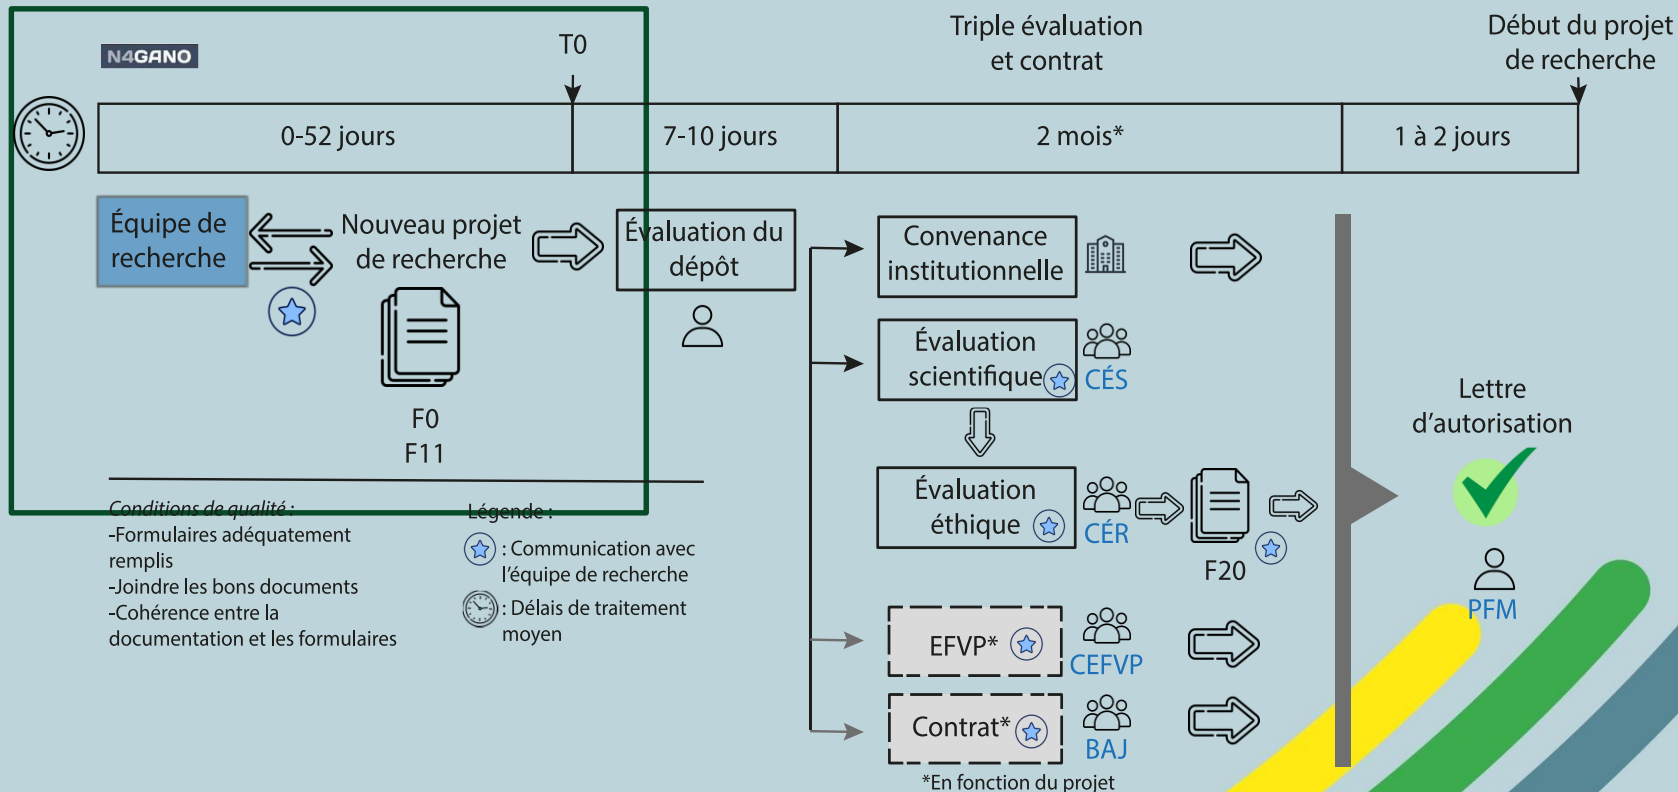 N4GANO
T0
Triple évaluation
et contrat
Début du projet
de recherche
0-52 jours
7-10 jours
2 mois*
1 à 2 jours
Équipe de
recherche
Nouveau projet
de recherche
F0
F11
Évaluation du
dépôt
Convenance
institutionnelle
Évaluation
scientifique
CÉS
Évaluation
éthique
CÉR
F20
EFVP*
CEFVP
Contrat*
BAJ
*En fonction du projet
Lettre
d'autorisation
PFM
Conditions de qualité :
-Formulaires adéquatement
remplis
-Joindre les bons documents
-Cohérence entre la
documentation et les formulaires
Légende :
: Communication avec
l'équipe de recherche
: Délais de traitement
moyen